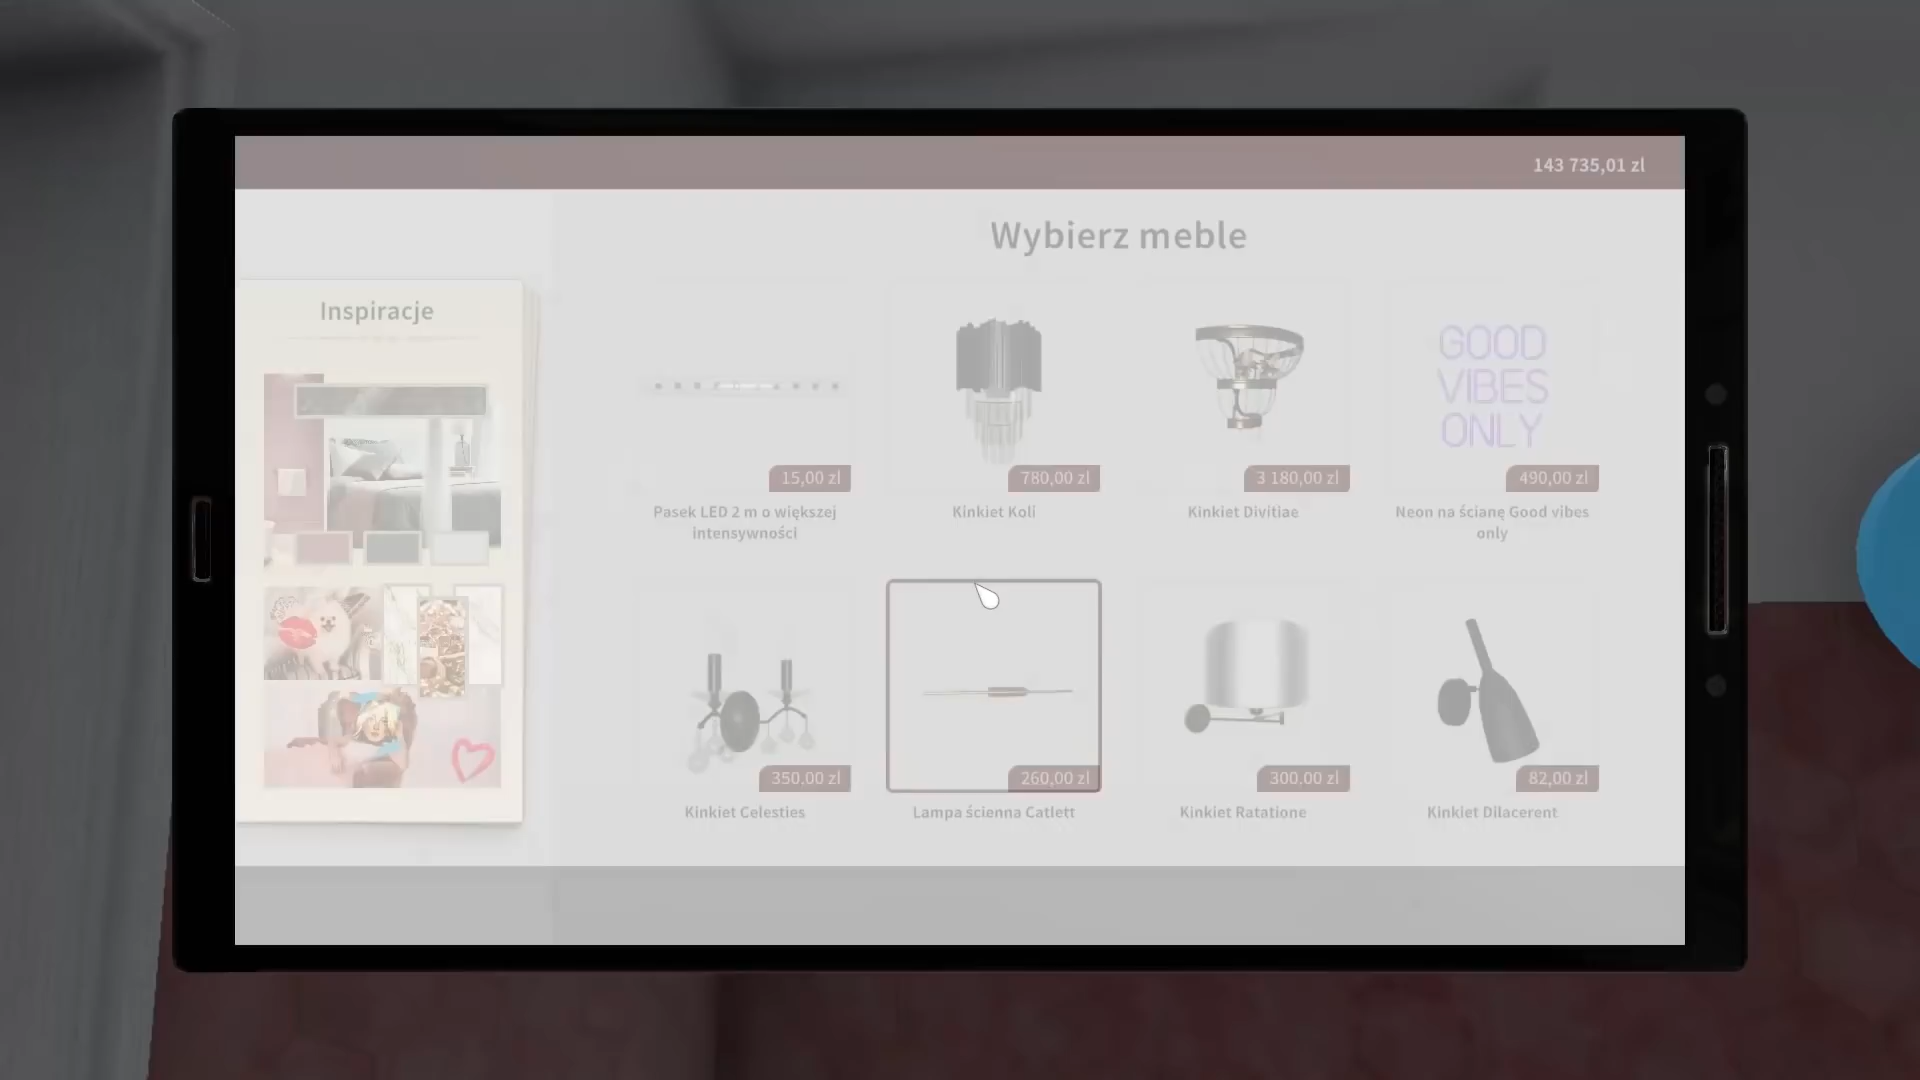 143 735,01 zl
Wybierz meble
Inspiracje
GOOD
VIBES
ONLY
15,00 zl
780,00 zl
3 180,00 zl
490,00 zl
Pasek LED 2 m o większej
intensywności
Kinkiet Koli
Kinkiet Divitiae
Neon na ścianę Good vibes
only
350,00 zl
260,00 zl
300,00 zl
82,00 zl
Kinkiet Celesties
Lampa ścienna Catlett
Kinkiet Ratatione
Kinkiet Dilacerent